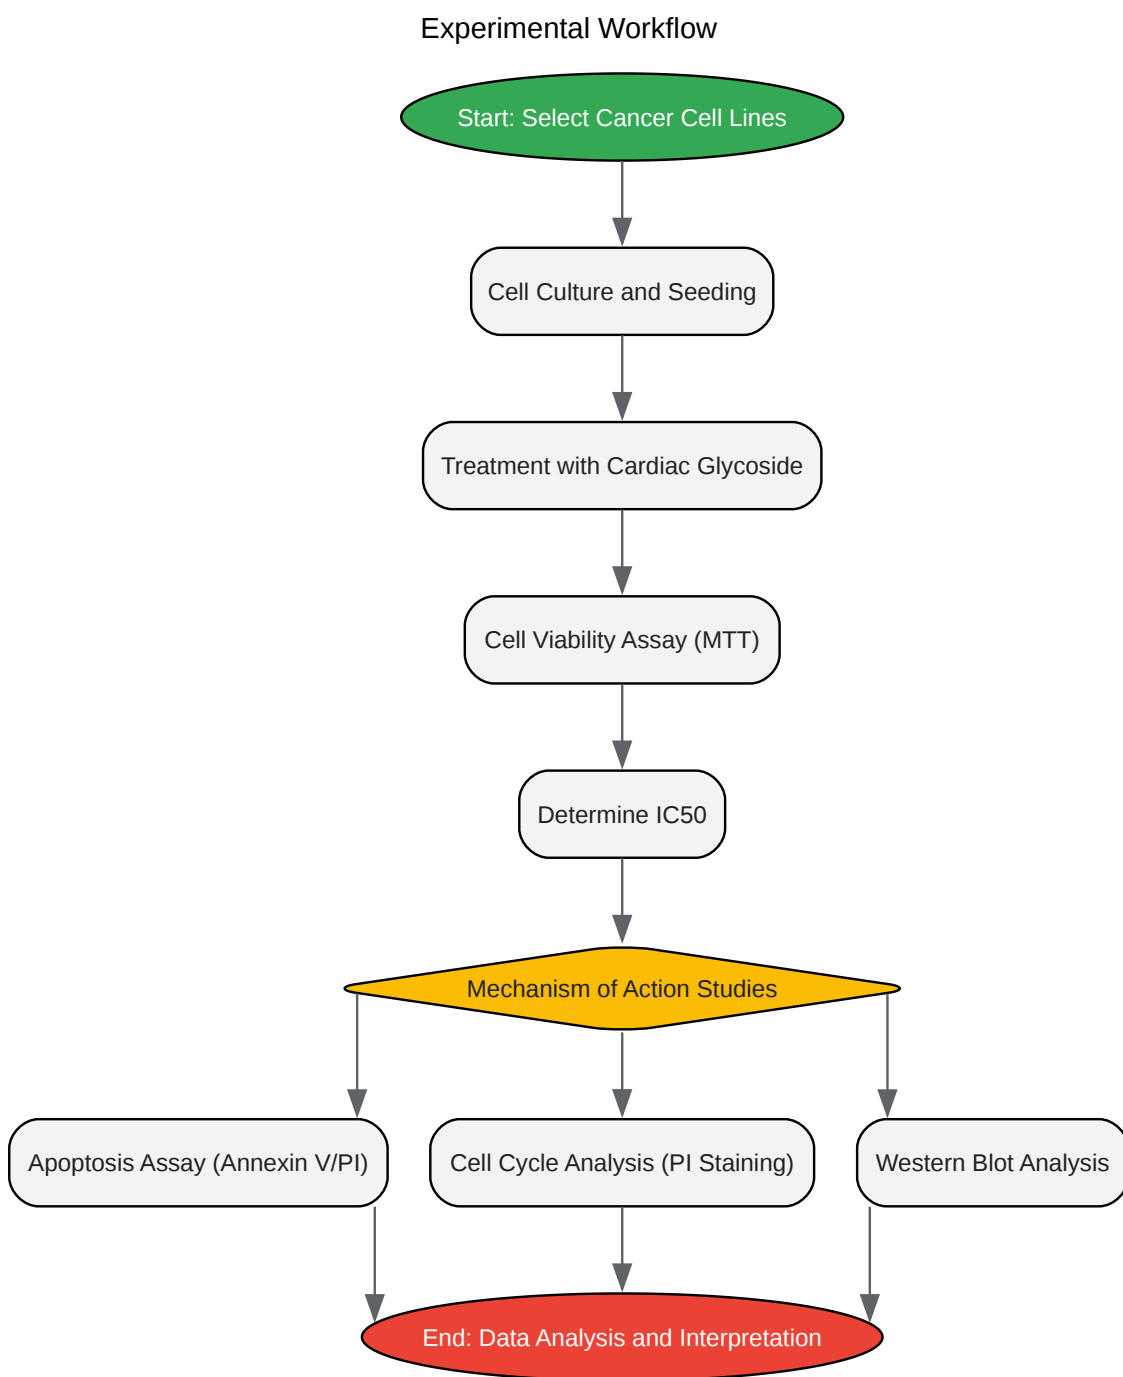 Experimental Workflow
Start: Select Cancer Cell Lines
Cell Culture and Seeding
Treatment with Cardiac Glycoside
Cell Viability Assay (MTT)
Determine IC50
Mechanism of Action Studies
Apoptosis Assay (Annexin V/PI)
Cell Cycle Analysis (PI Staining)
Western Blot Analysis
End: Data Analysis and Interpretation